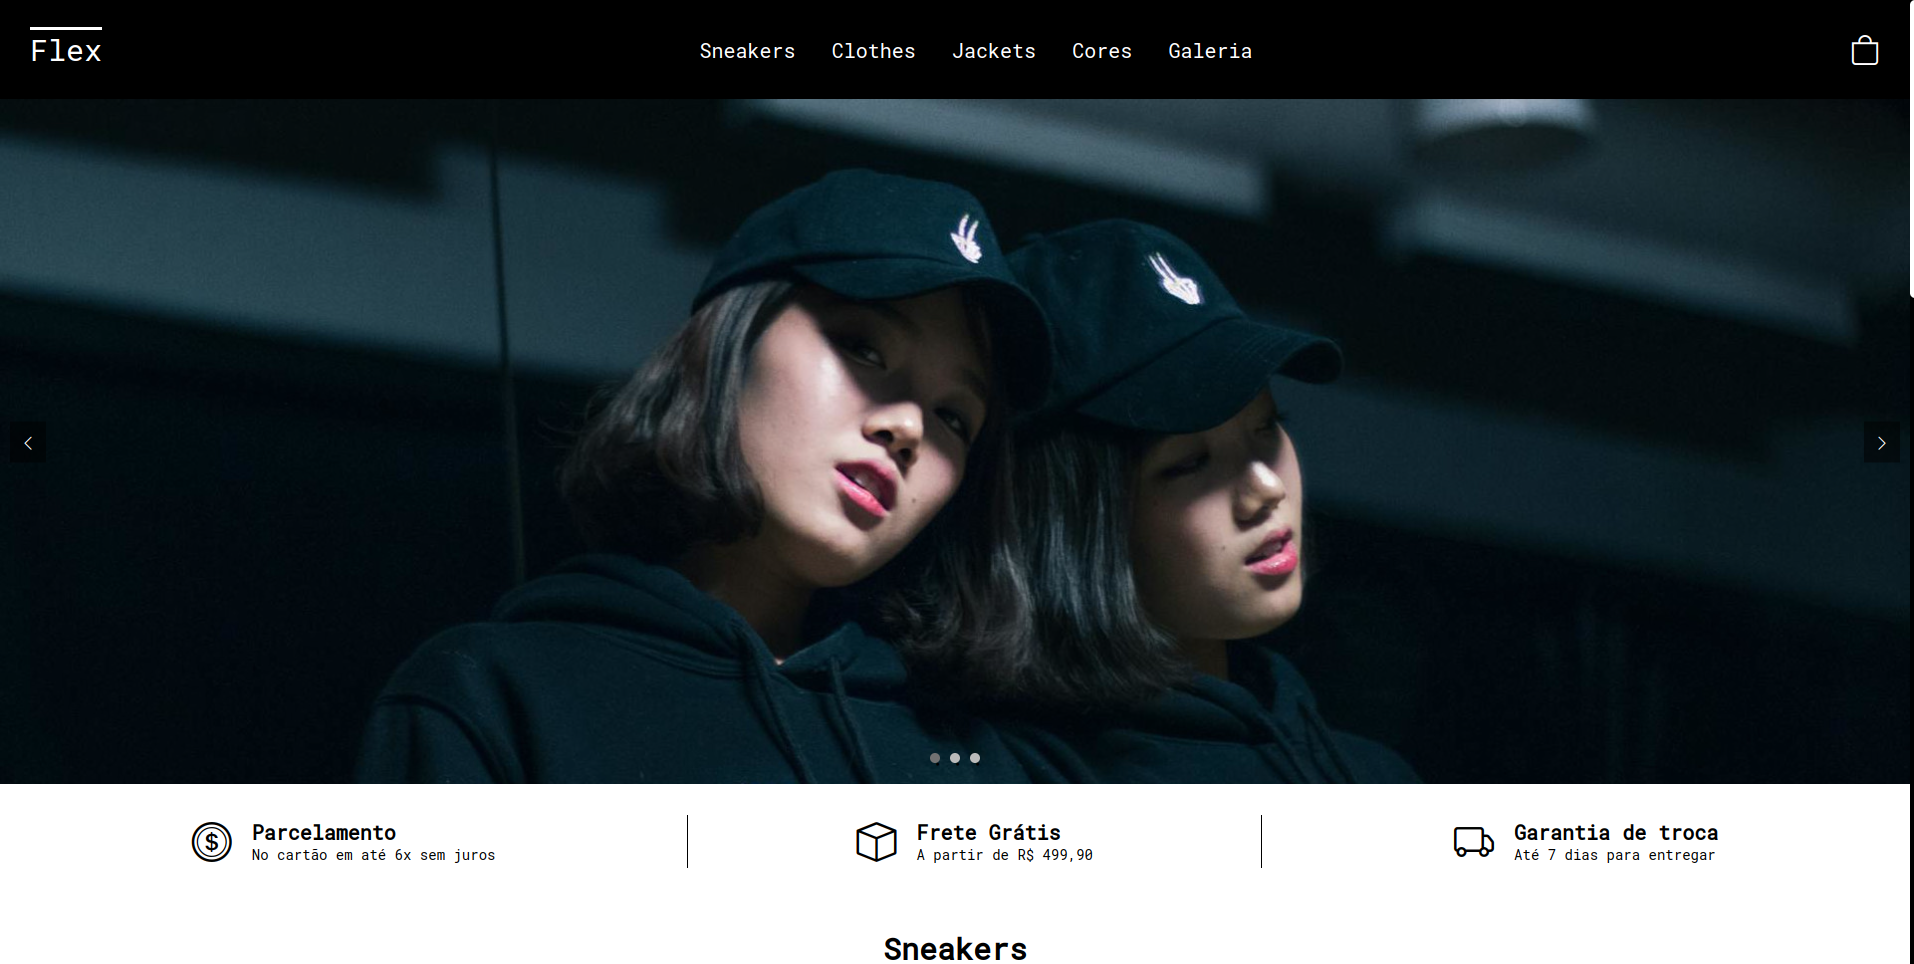 Flex
Sneakers Clothes Jackets Cores Galeria
Parcelamento
No cartão em até 6x sem juros
Frete Grátis
A partir de R$ 499,90
Garantia de troca
Até 7 dias para entregar
Sneakers